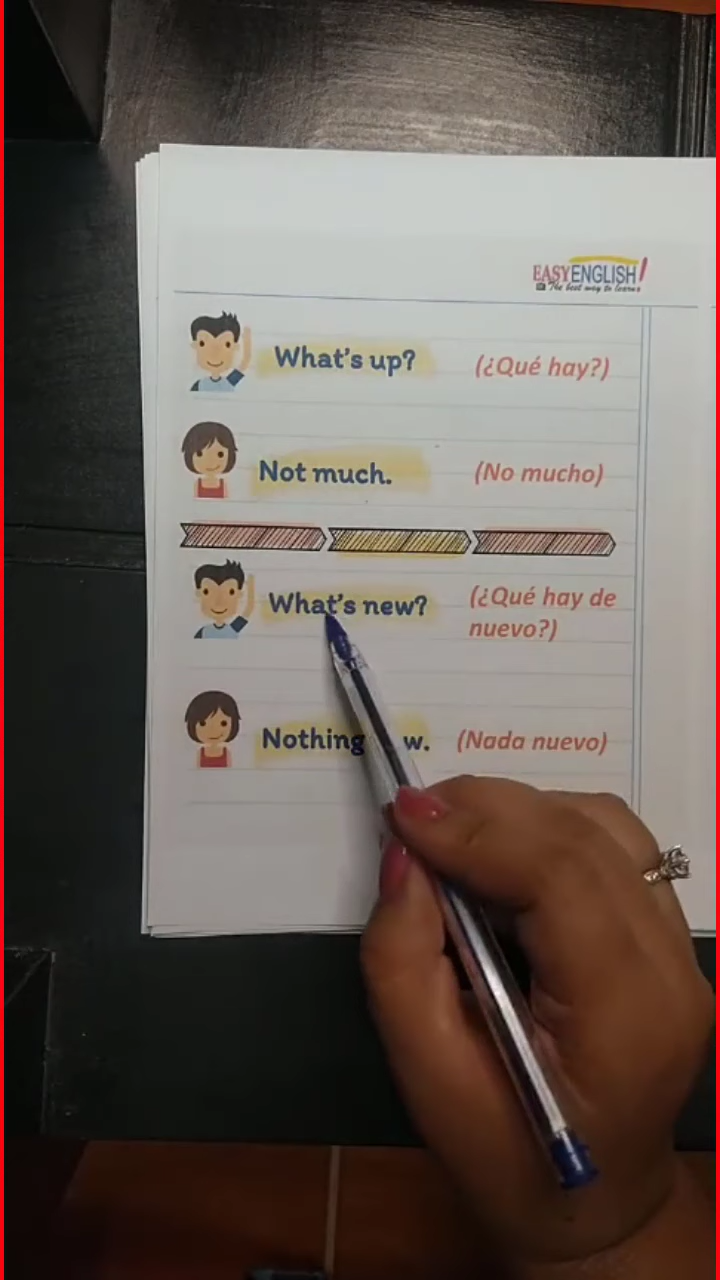 EASYENGLISH!
The best way to learn
What's up? (¿Qué hay?)
Not much. (No mucho)
What's new? (¿Qué hay de
nuevo?)
Nothing w. (Nada nuevo)